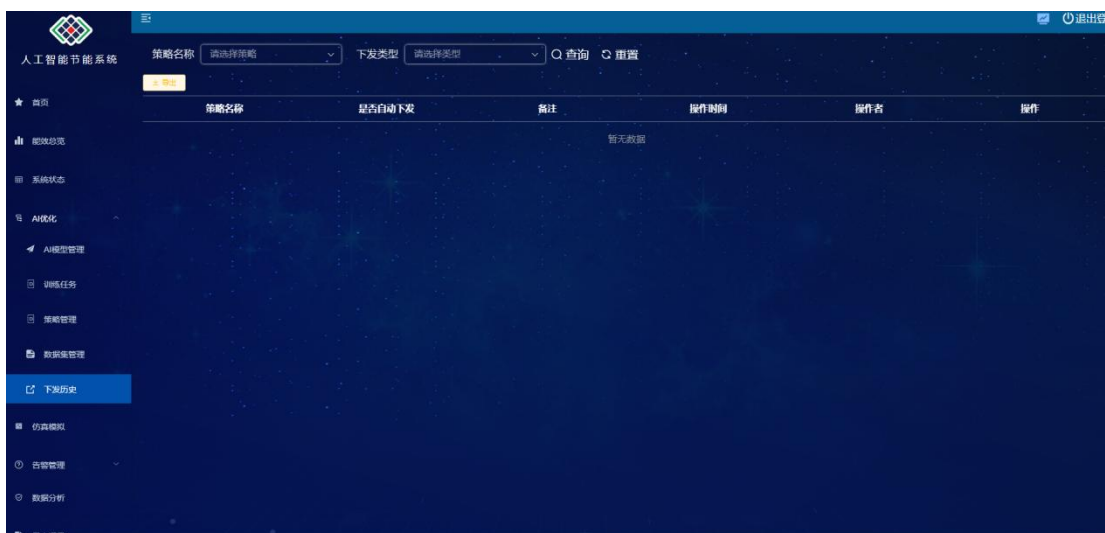 退出登
人工智能节能系统
策略名称 请选择策略 下发类型 请选择类型 查询 重置
导出
策略名称 是否自动下发 备注 操作时间 操作者 操作
暂无数据
首页
能效总览
系统状态
AI优化
AI模型管理
训练任务
策略管理
数据集管理
下发历史
仿真模拟
告警管理
数据分析